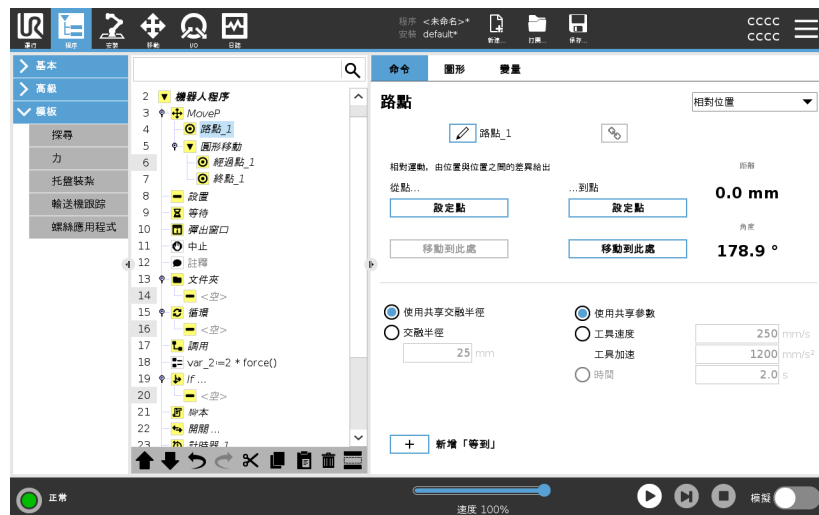 運行 程序 安裝 移動 I/O 日誌
程序 <未命名>*
安裝 default*
新建... 打開... 保存...
cccc
cccc
基本
高級
模板
探尋
力
托盤裝紮
輸送機跟踪
螺絲應用程式
2 機器人程序
3 MoveP
4 路點_1
5 圓形移動
6 經過點_1
7 終點_1
8 設置
9 等待
10 彈出窗口
11 中止
12 註釋
13 文件夾
14 <空>
15 循環
16 <空>
17 調用
18 var_2≔2 * force()
19 If ...
20 <空>
21 腳本
22 開關 ...
23 計時器_1
命令 圖形 變量
路點
相對位置
路點_1
相對運動，由位置與位置之間的差異給出
從點...
...到點
設定點
設定點
移動到此處
移動到此處
距離
0.0 mm
角度
178.9 °
使用共享交融半徑
交融半徑
25 mm
使用共享參數
工具速度 250 mm/s
工具加速 1200 mm/s²
時間 2.0 s
+ 新增「等到」
正常
速度 100%
模擬